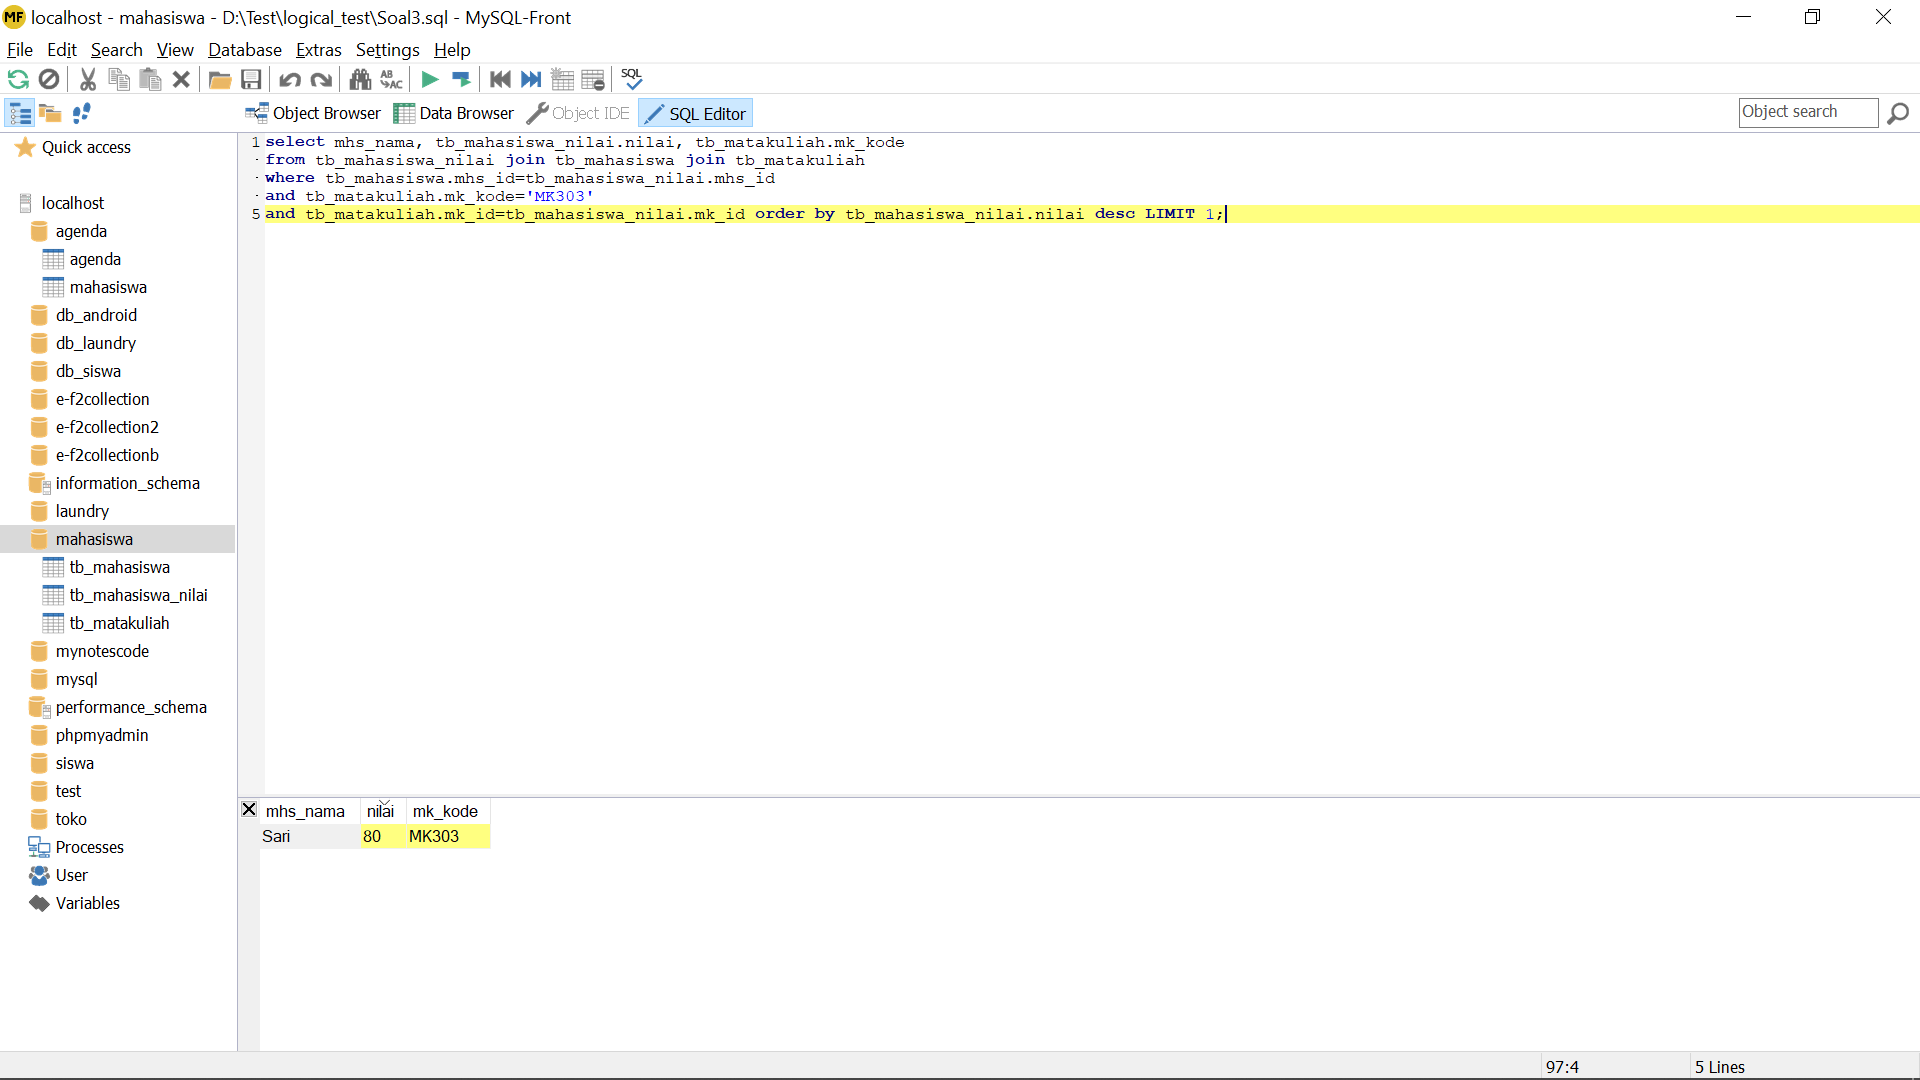 MF localhost - mahasiswa - D:\Test\logical_test\Soal3.sql - MySQL-Front
File Edit Search View Database Extras Settings Help
AB AC SQL
Object Browser Data Browser Object IDE SQL Editor Object search
Quick access
localhost
agenda
agenda
mahasiswa
db_android
db_laundry
db_siswa
e-f2collection
e-f2collection2
e-f2collectionb
information_schema
laundry
mahasiswa
tb_mahasiswa
tb_mahasiswa_nilai
tb_matakuliah
mynotescode
mysql
performance_schema
phpmyadmin
siswa
test
toko
Processes
User
Variables
1 select mhs_nama, tb_mahasiswa_nilai.nilai, tb_matakuliah.mk_kode
from tb_mahasiswa_nilai join tb_mahasiswa join tb_matakuliah
where tb_mahasiswa.mhs_id=tb_mahasiswa_nilai.mhs_id
and tb_matakuliah.mk_kode='MK303'
5 and tb_matakuliah.mk_id=tb_mahasiswa_nilai.mk_id order by tb_mahasiswa_nilai.nilai desc LIMIT 1;
mhs_nama nilai mk_kode
Sari 80 MK303
97:4 5 Lines